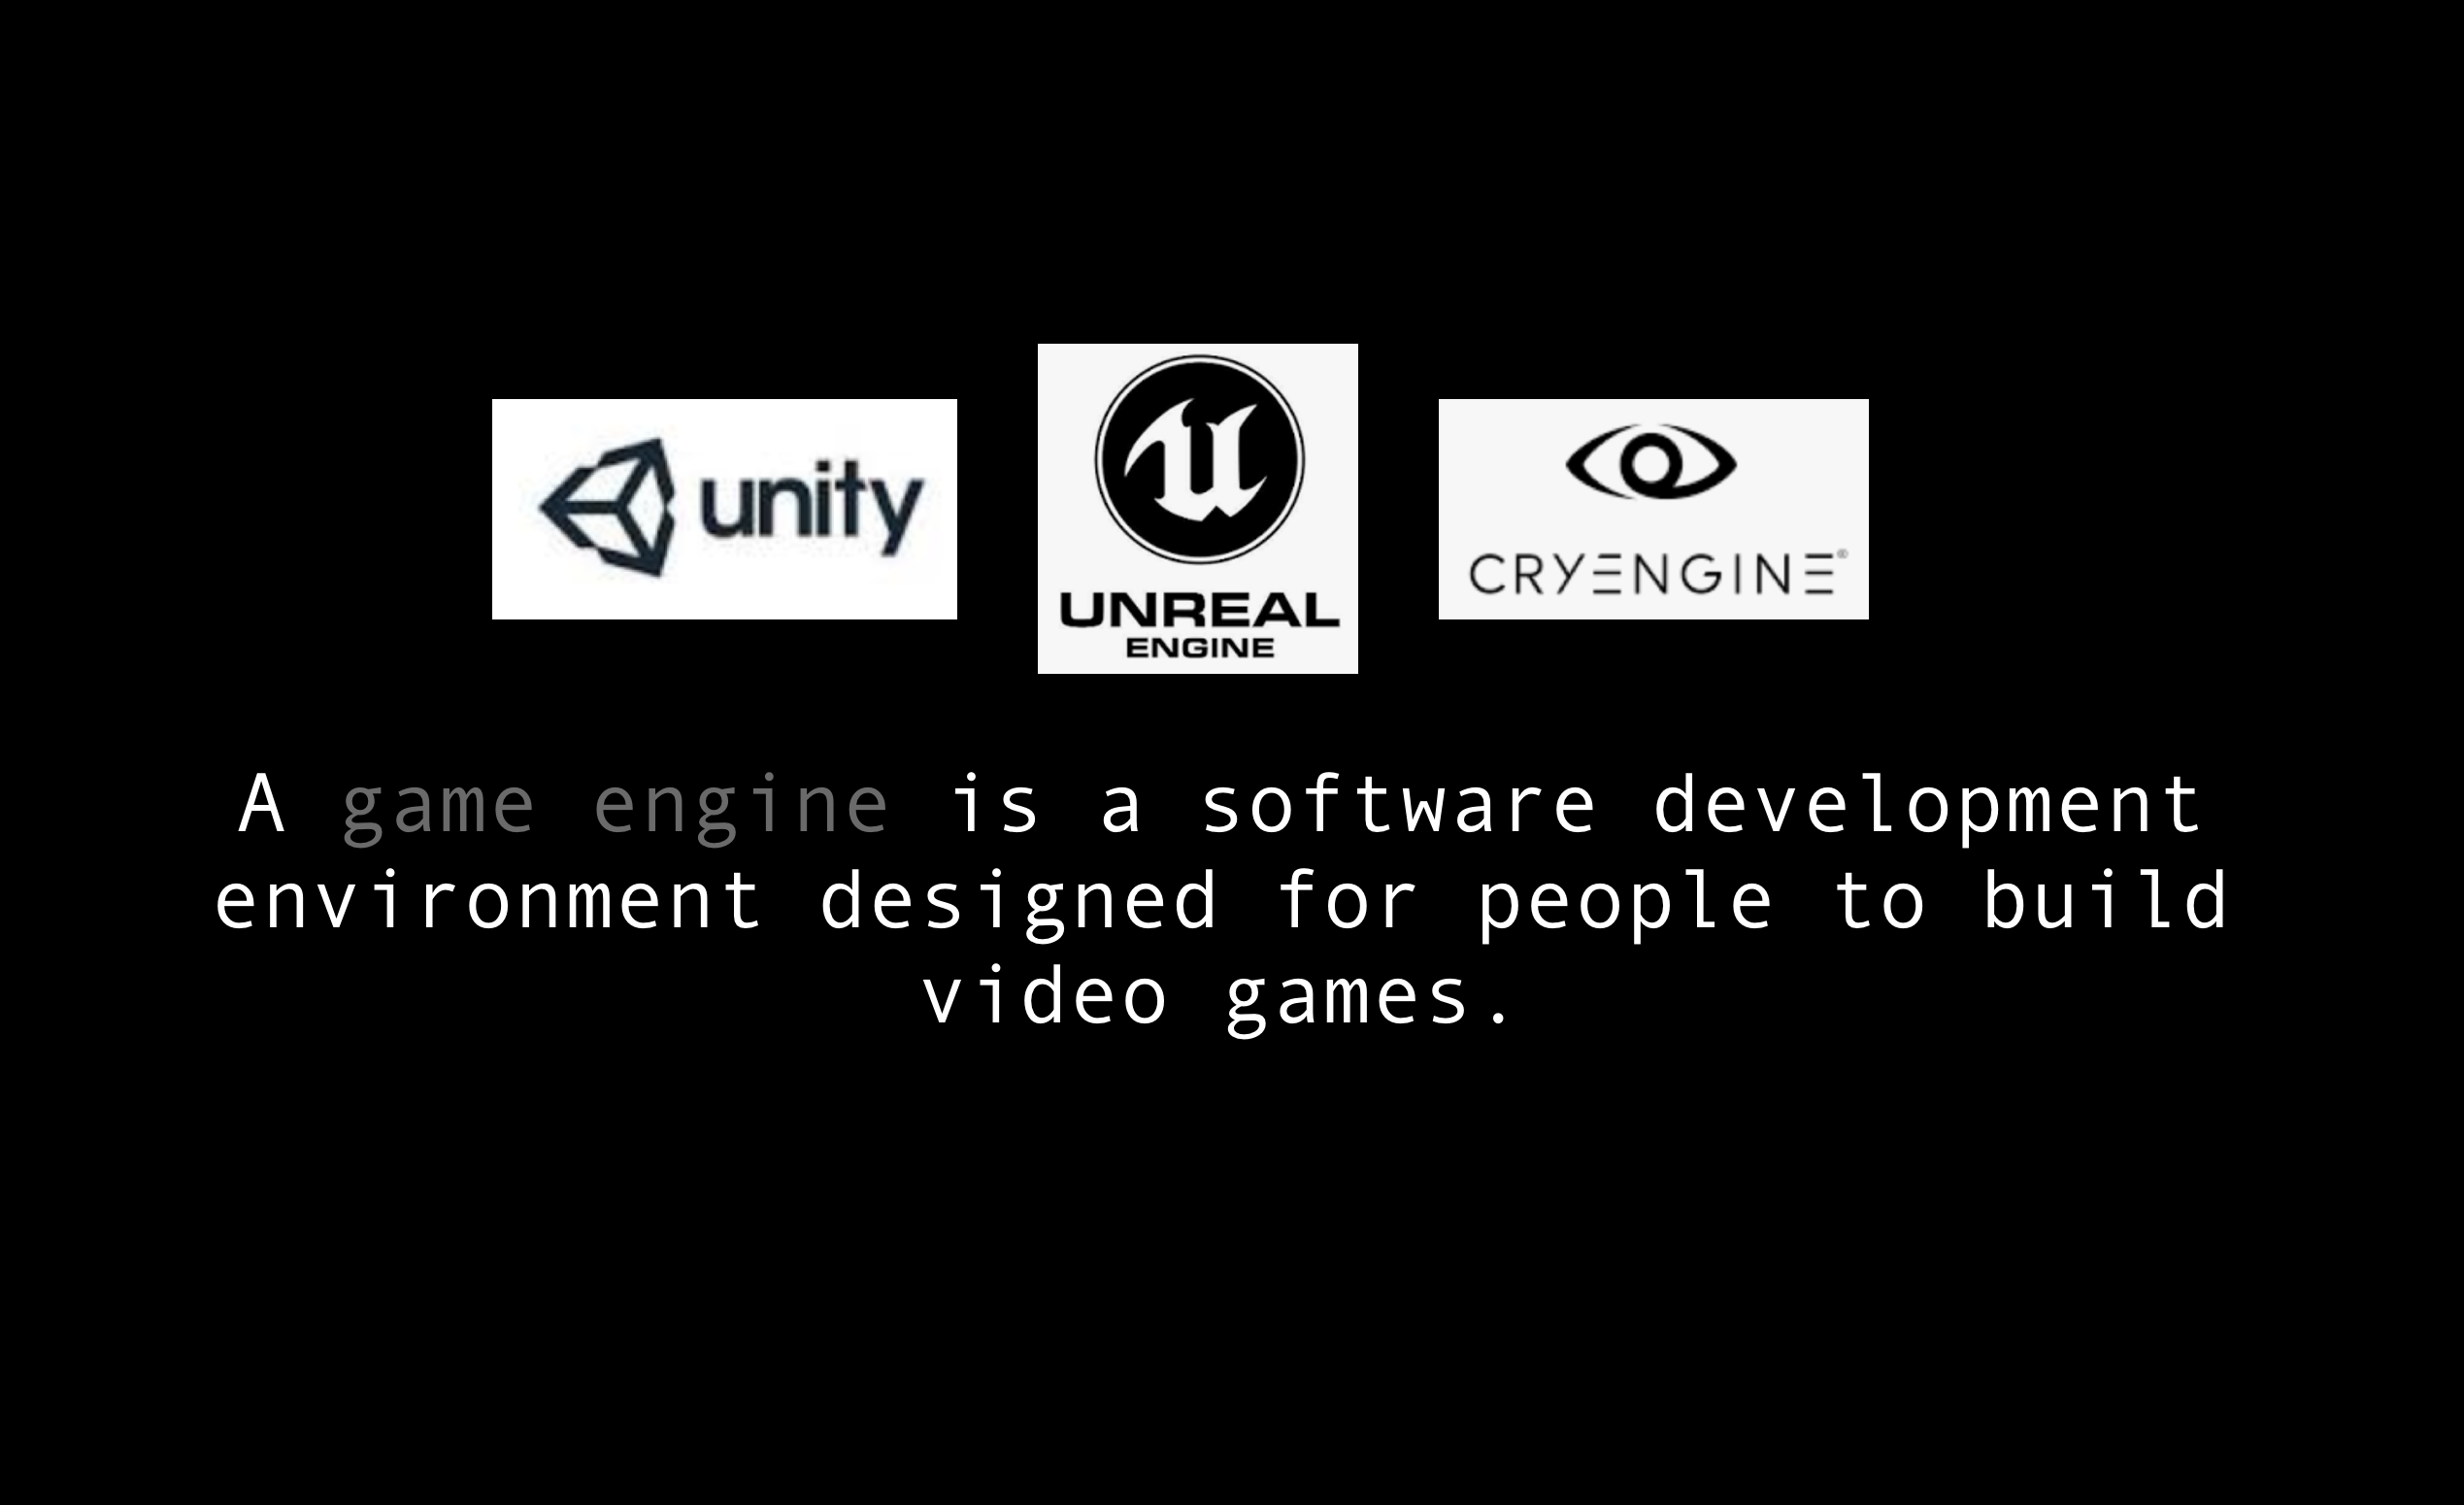 unity
UNREAL
ENGINE
CRYENGINE®
A game engine is a software development
environment designed for people to build
video games.